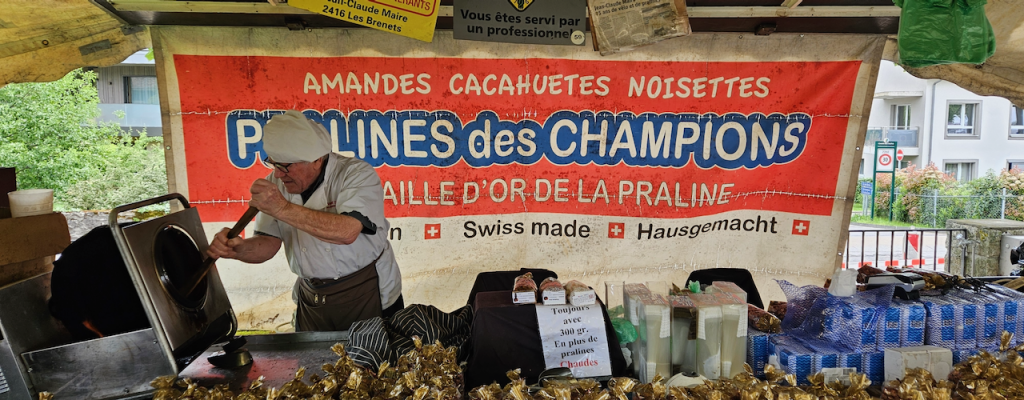 Jean-Claude Maire
2416 Les Brenets
Vous êtes servi par
un professionnel
AMANDES CACAHUETES NOISETTES
PRALINES des CHAMPIONS
D'OR DE LA PRALINE
Swiss made Hausgemacht
Toujours
avec
300 gr.
En plus de
pralines
Chaudes